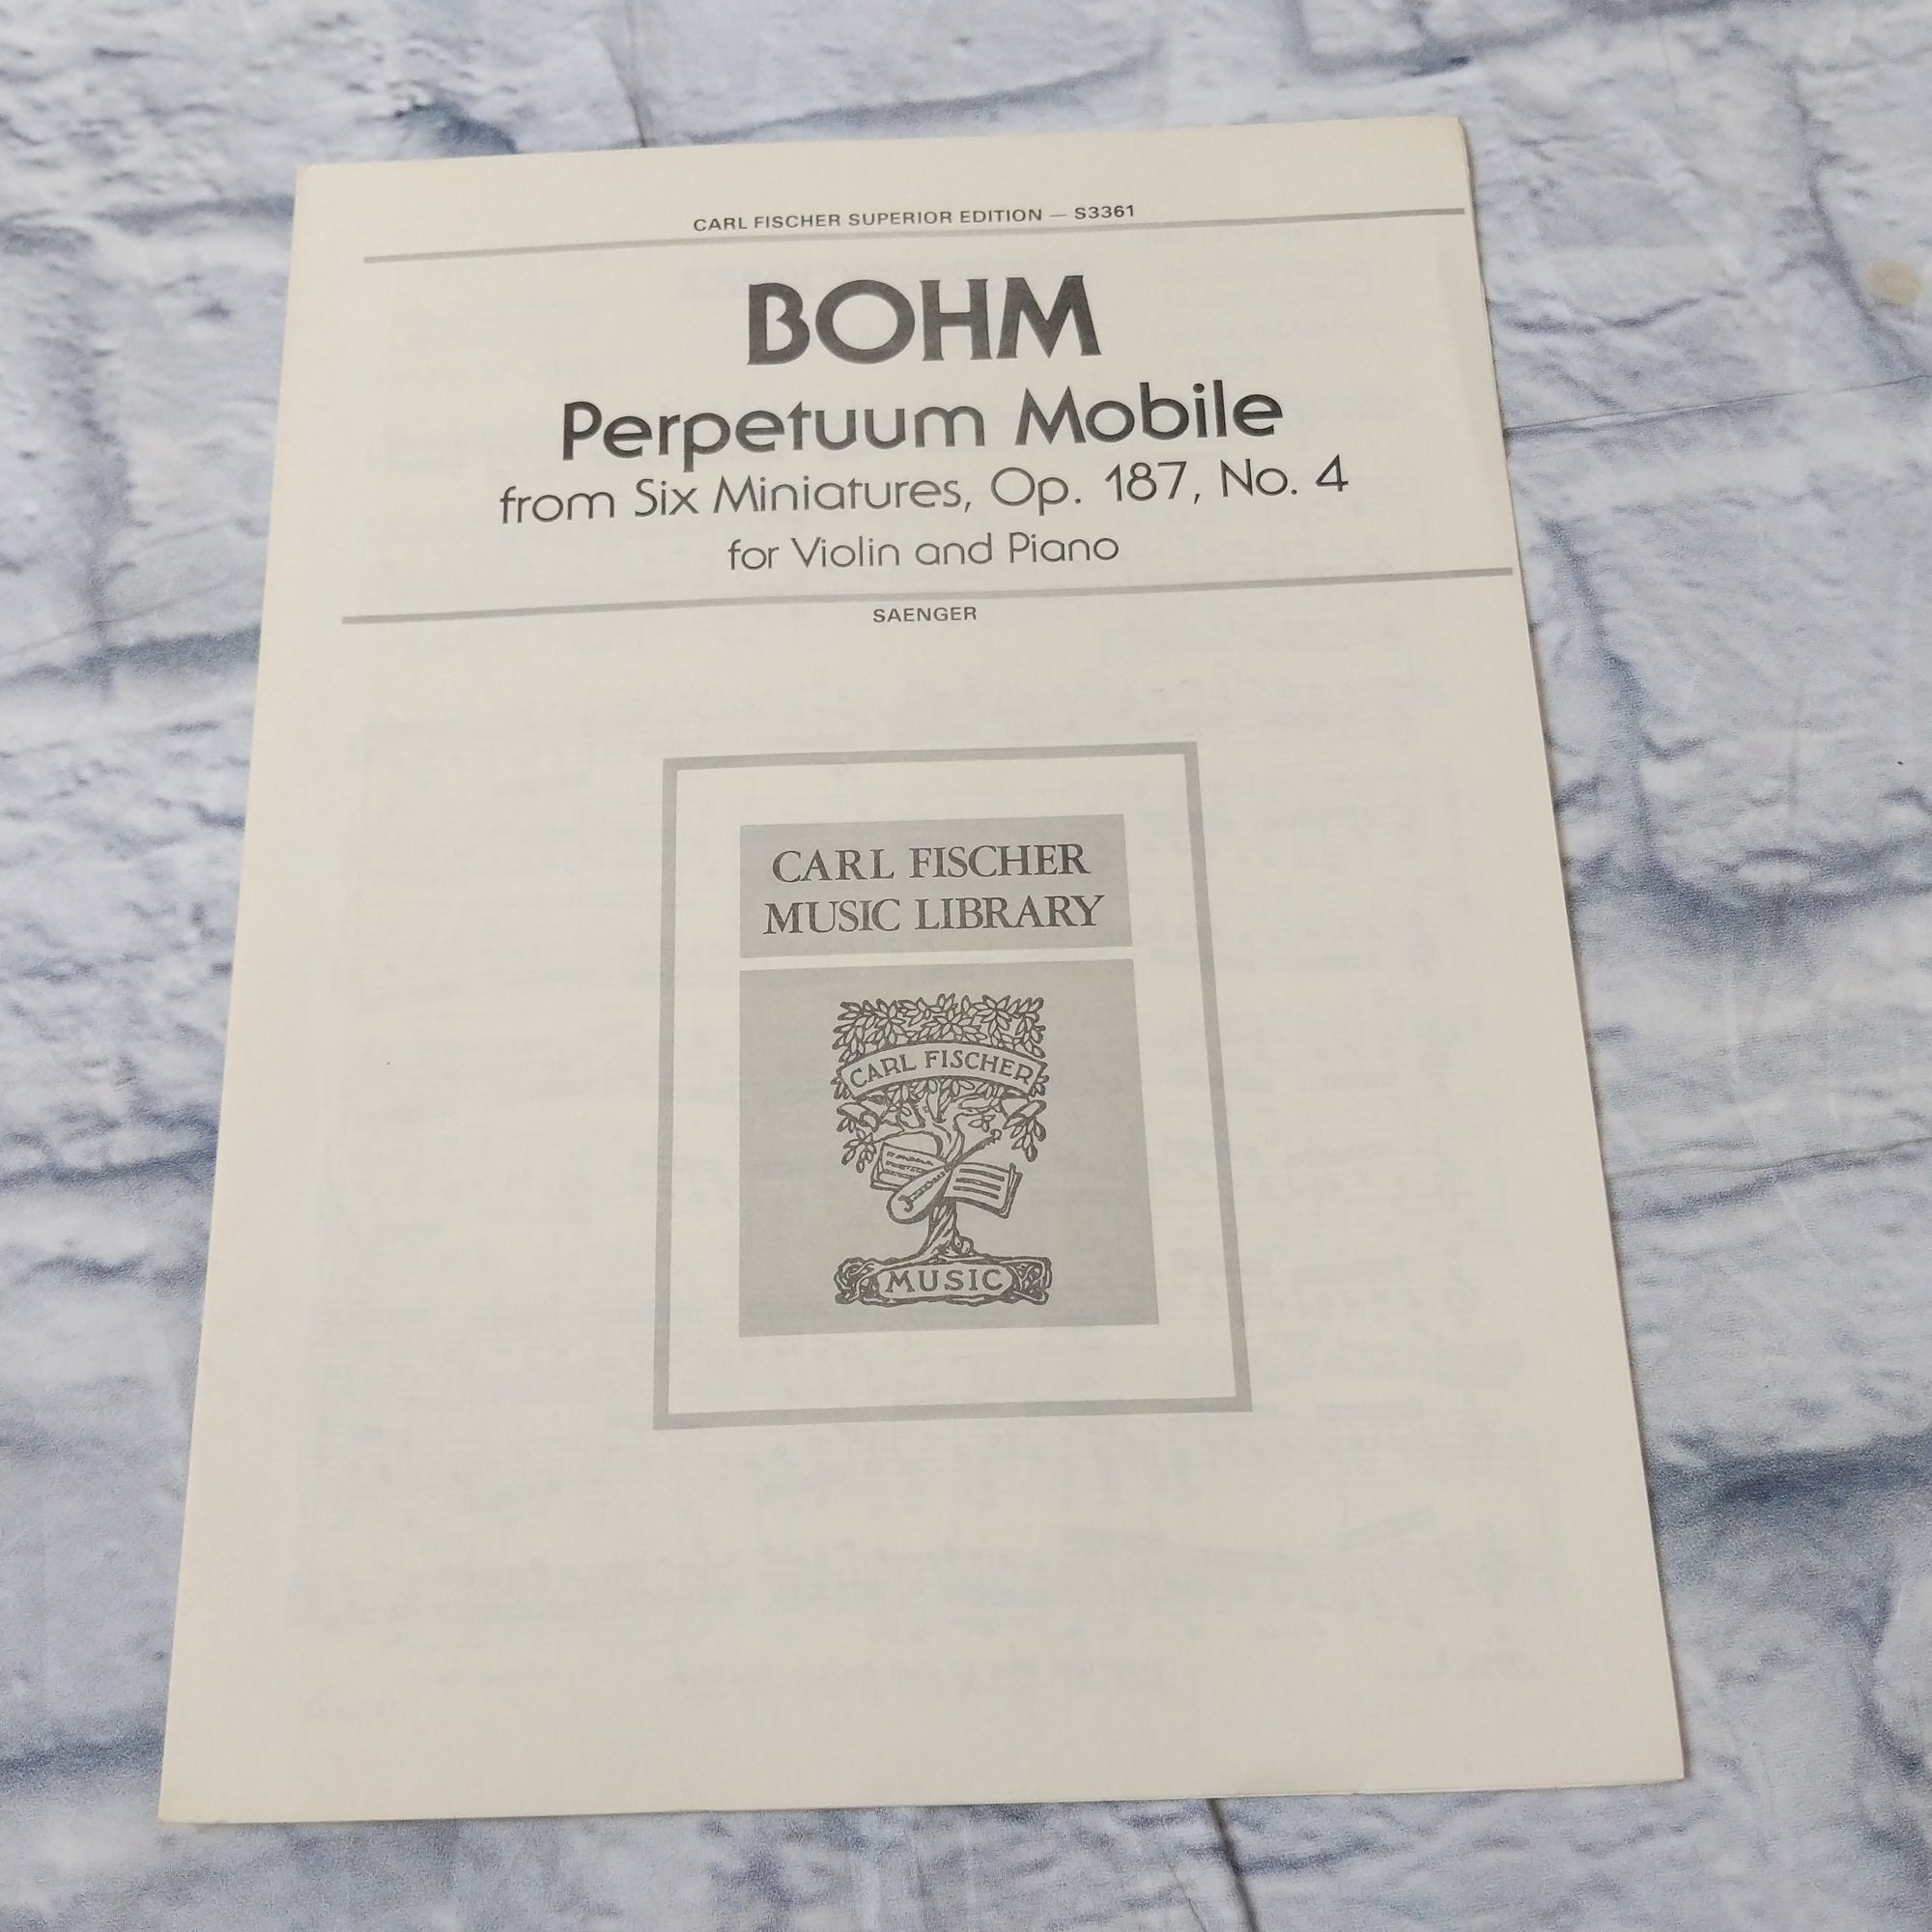 CARL FISCHER SUPERIOR EDITION — S3361
BOHM
Perpetuum Mobile
from Six Miniatures, Op. 187, No. 4
for Violin and Piano
SAENGER
CARL FISCHER
MUSIC LIBRARY
CARL FISCHER
MUSIC